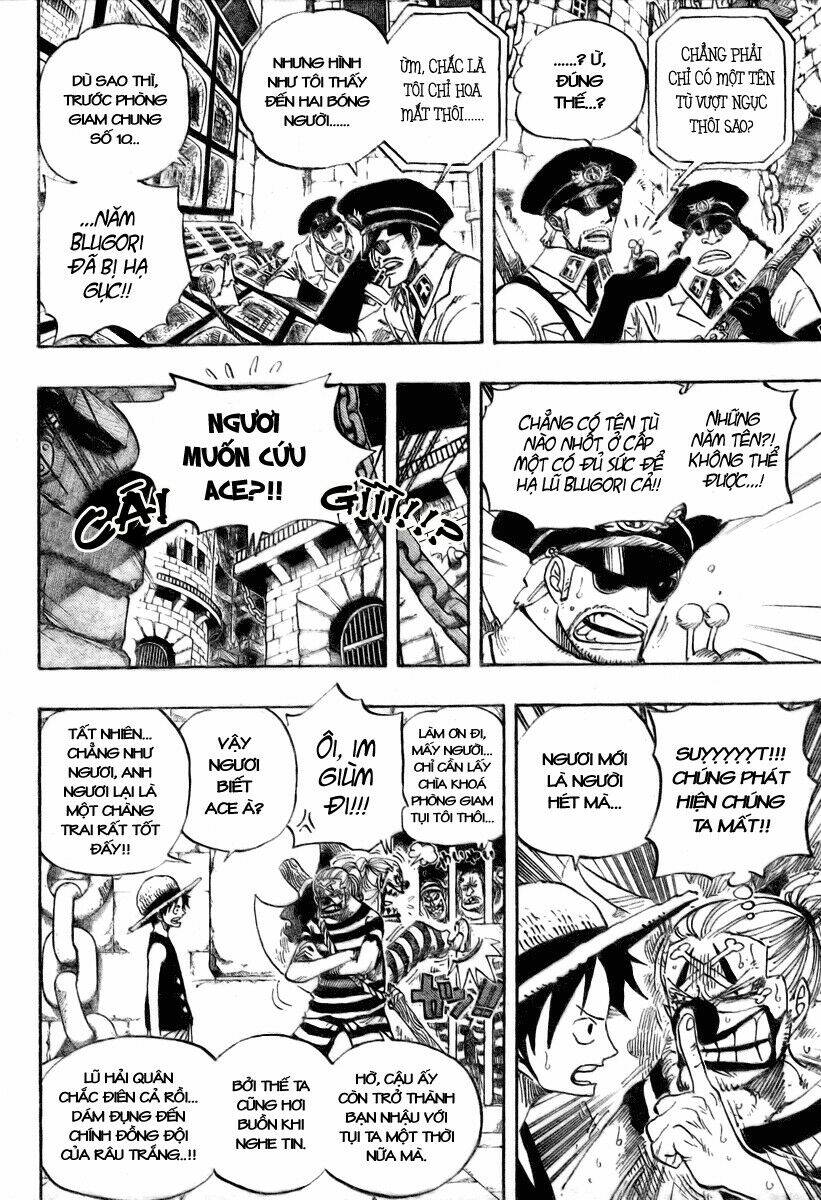 CHẲNG PHẢI
CHỈ CÓ MỘT TÊN
TÙ VƯỢT NGỤC
THÔI SAO?
......? Ừ,
ĐÚNG
THẾ...?
ỪM, CHẮC LÀ
TÔI CHỈ HOA
MẮT THÔI......
NHƯNG HÌNH
NHƯ TÔI THẤY
ĐẾN HAI BÓNG
NGƯỜI......
DÙ SAO THÌ,
TRƯỚC PHÒNG
GIAM CHUNG
SỐ 10...
...NĂM
BLUGORI
ĐÃ BỊ HẠ
GỤC!!
NHỮNG
NĂM TÊN?!
KHÔNG THỂ
ĐƯỢC...!
CHẲNG CÓ TÊN TÙ
NÀO NHỐT Ở CẤP
MỘT CÓ ĐỦ SỨC ĐỂ
HẠ LŨ BLUGORI CẢ!!
CÁI
GÌÌÌ!!!?
NGƯƠI
MUỐN CỨU
ACE?!!
SUỴỴỴỴỴT!!!
CHÚNG PHÁT
HIỆN CHÚNG
TA MẤT!!
NGƯƠI MỚI
LÀ NGƯỜI
HÉT MÀ...
LÀM ƠN ĐI,
MẤY NGƯỜI...
CHỈ CẦN LẤY
CHÌA KHOÁ
PHÒNG GIAM
TỤI TÔI THÔI...
ÔI, IM
GIÙM
ĐI!!!
VẬY
NGƯƠI
BIẾT
ACE À?
TẤT NHIÊN...
CHẲNG NHƯ
NGƯƠI, ANH
NGƯƠI LẠI LÀ
MỘT CHÀNG
TRAI RẤT TỐT
ĐẤY!!
ガン!!
HỜ, CẬU ẤY
CÒN TRỞ THÀNH
BẠN NHẬU VỚI
TỤI TA MỘT THỜI
NỮA MÀ.
BỞI THẾ TA
CŨNG HƠI
BUỒN KHI
NGHE TIN.
LŨ HẢI QUÂN
CHẮC ĐIÊN CẢ RỒI...
DÁM ĐỤNG ĐẾN
CHÍNH ĐỒNG ĐỘI
CỦA RÂU TRẮNG..!!